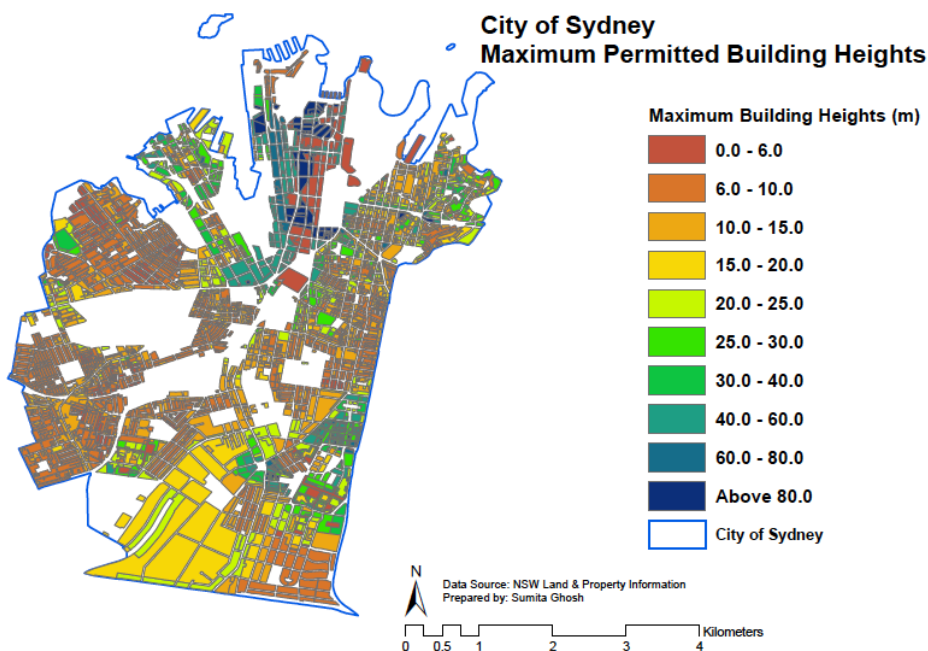 City of Sydney
Maximum Permitted Building Heights
Maximum Building Heights (m)
0.0 - 6.0
6.0 - 10.0
10.0 - 15.0
15.0 - 20.0
20.0 - 25.0
25.0 - 30.0
30.0 - 40.0
40.0 - 60.0
60.0 - 80.0
Above 80.0
City of Sydney
N
Data Source: NSW Land & Property Information
Prepared by: Sumita Ghosh
Kilometers
0 0.5 1 2 3 4